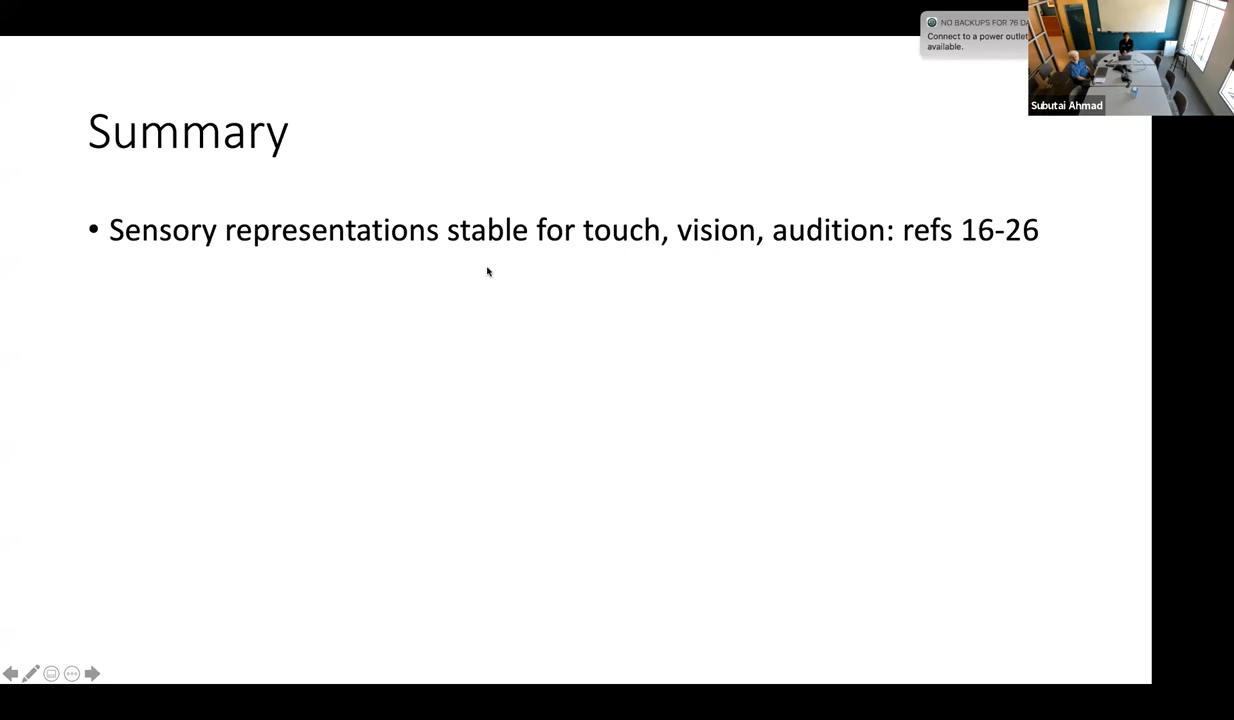 NO BACKUPS FOR 76 DA
Connect to a power outlet
available.
Subutai Ahmad
Summary
• Sensory representations stable for touch, vision, audition: refs 16-26